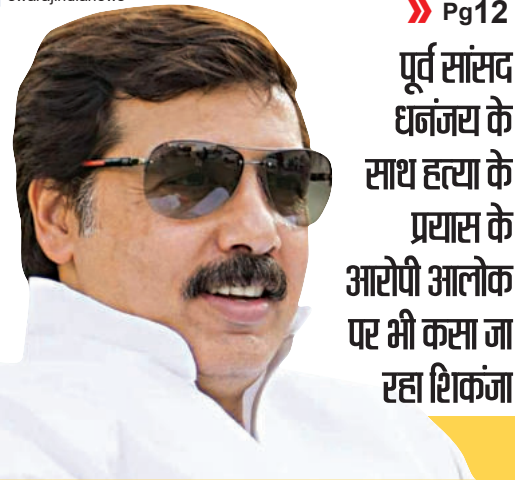 » Pg12
पूर्व सांसद
धनंजय के
साथ हत्या के
प्रयास के
आरोपी आलोक
पर भी कसा जा
रहा शिकंजा